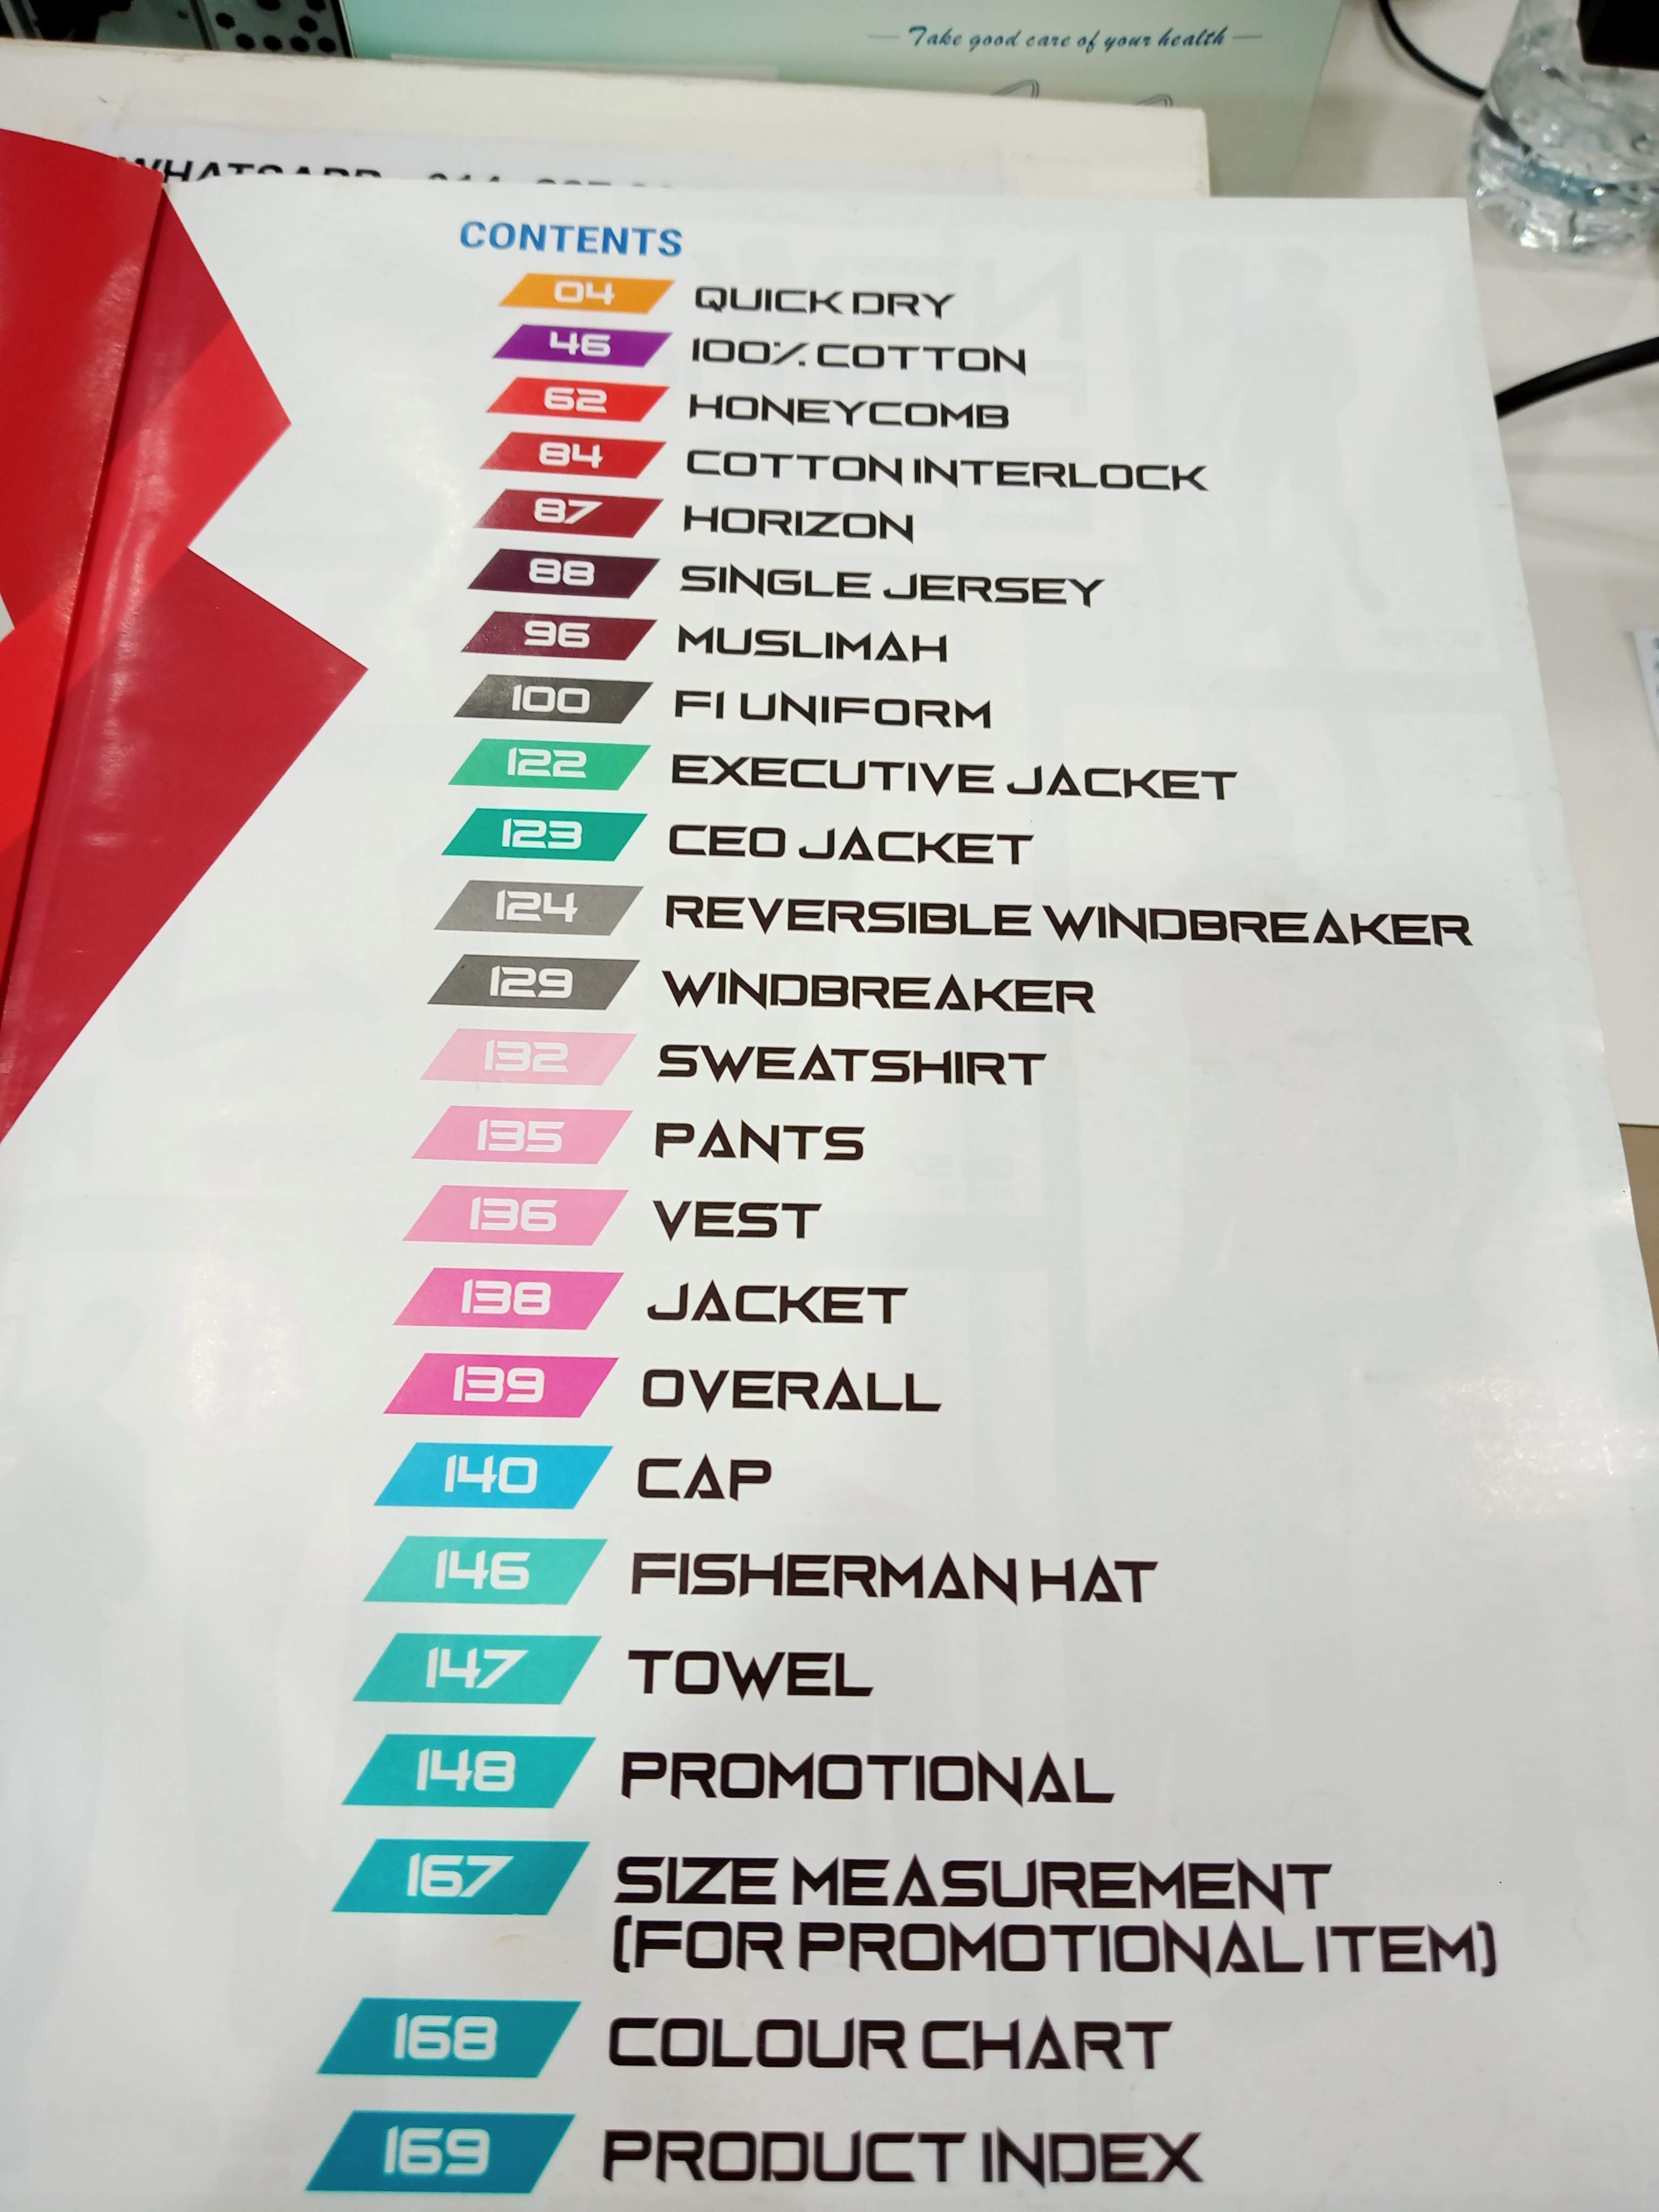 Take good care of your health
WHATSAPP
CONTENTS
04 QUICK DRY
46 100% COTTON
62 HONEYCOMB
84 COTTON INTERLOCK
87 HORIZON
88 SINGLE JERSEY
96 MUSLIMAH
100 F1 UNIFORM
122 EXECUTIVE JACKET
123 CEO JACKET
124 REVERSIBLE WINDBREAKER
129 WINDBREAKER
132 SWEATSHIRT
135 PANTS
136 VEST
138 JACKET
139 OVERALL
140 CAP
146 FISHERMAN HAT
147 TOWEL
148 PROMOTIONAL
167 SIZE MEASUREMENT
(FOR PROMOTIONAL ITEM)
168 COLOUR CHART
169 PRODUCT INDEX